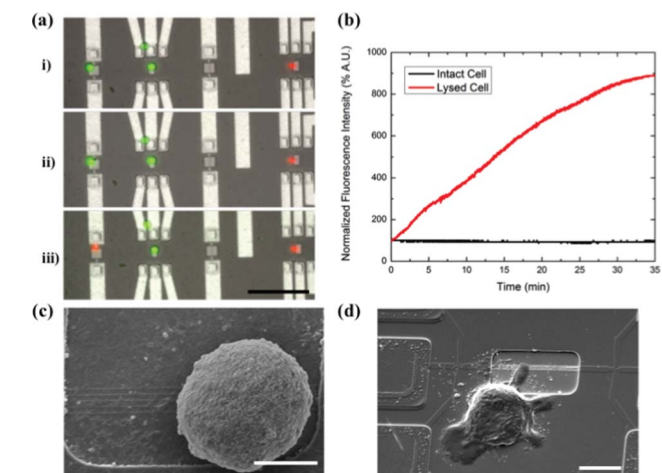 (a)
i)
ii)
iii)
(b)
Normalized Fluorescence Intensity (% A.U.)
1000
800
600
400
200
0
Intact Cell
Lysed Cell
0 5 10 15 20 25 30 35
Time (min)
(c)
(d)